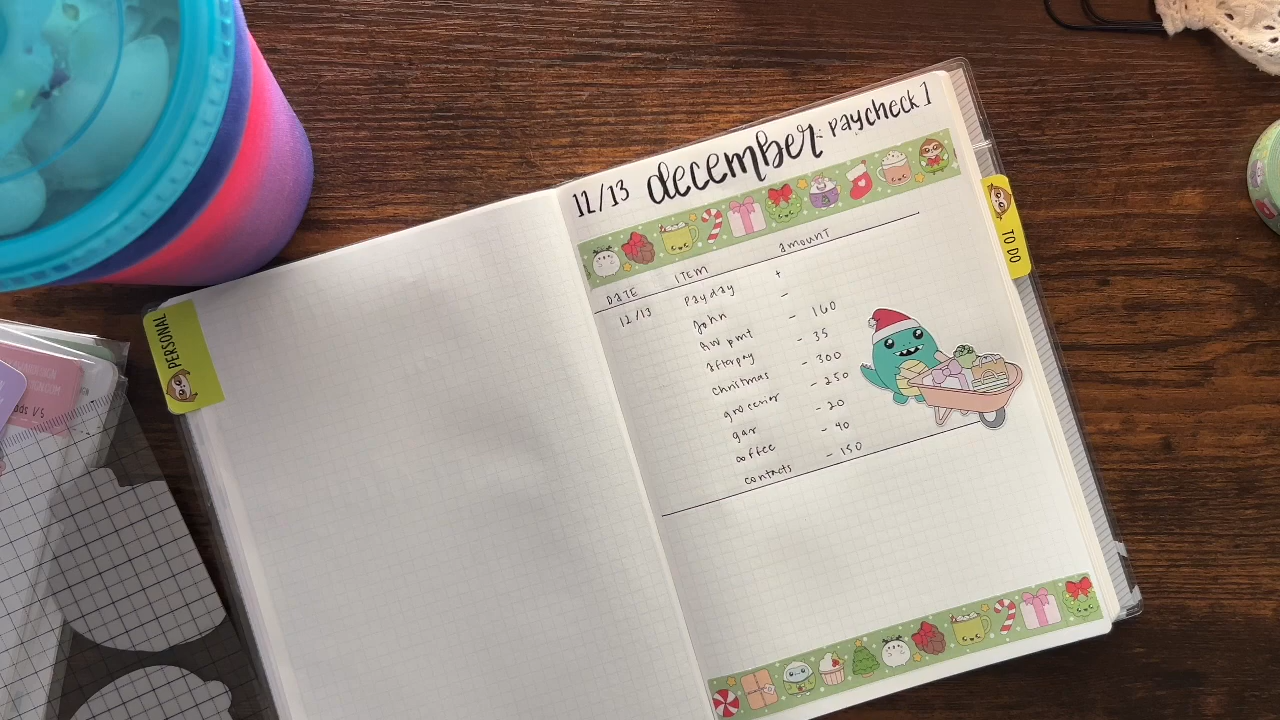 12/13 december: paycheck 1
DATE ITEM amount
12/13 payday +
John -
AW pmt - 160
afterpay - 35
christmas - 300
groceries - 250
gas - 20
coffee - 40
contacts - 150
PERSONAL
TO DO